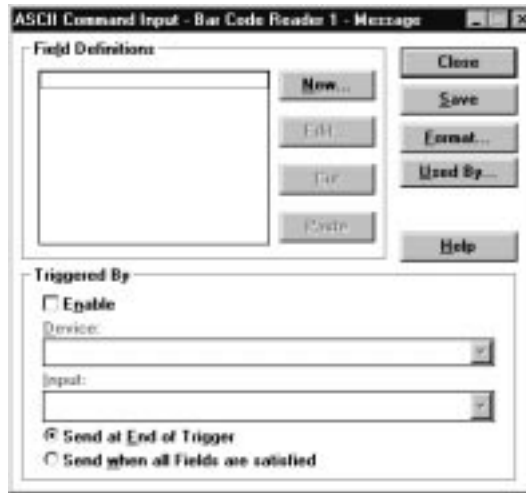 ASCII Command Input - Bar Code Reader 1 - Message
Field Definitions
New...
Edit...
Cut
Paste
Close
Save
Format...
Used By...
Help
Triggered By
Enable
Device:
Input:
Send at End of Trigger
Send when all Fields are satisfied